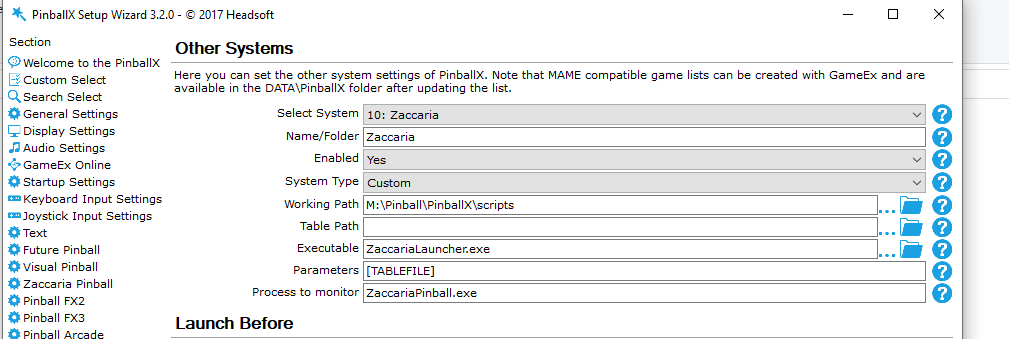 PinballX Setup Wizard 3.2.0 - © 2017 Headsoft
Section
Welcome to the PinballX
Custom Select
Search Select
General Settings
Display Settings
Audio Settings
GameEx Online
Startup Settings
Keyboard Input Settings
Joystick Input Settings
Text
Future Pinball
Visual Pinball
Zaccaria Pinball
Pinball FX2
Pinball FX3
Pinball Arcade
Other Systems
Here you can set the other system settings of PinballX. Note that MAME compatible game lists can be created with GameEx and are
available in the DATA\PinballX folder after updating the list.
Select System 10: Zaccaria
Name/Folder Zaccaria
Enabled Yes
System Type Custom
Working Path M:\Pinball\PinballX\scripts ...
Table Path ...
Executable ZaccariaLauncher.exe ...
Parameters [TABLEFILE]
Process to monitor ZaccariaPinball.exe
Launch Before